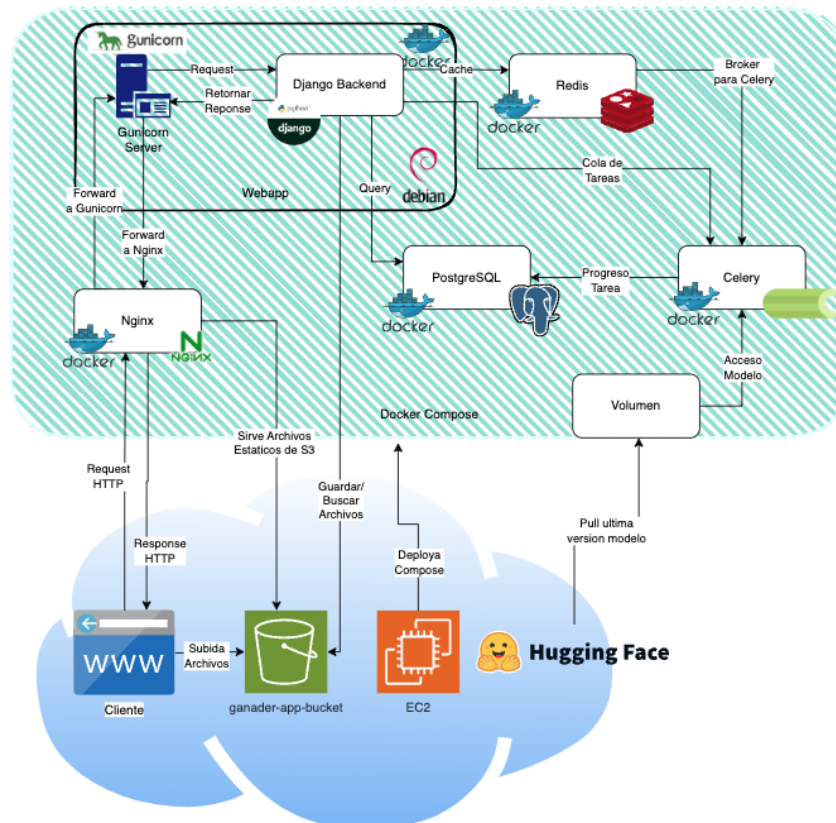 gunicorn
Request
Django Backend
docker
Cache
Redis
Broker
para Celery
Retornar
Reponse
python
django
docker
Gunicorn
Server
Cola de
Tareas
debian
Webapp
Query
Forward
a Gunicorn
Forward
a Nginx
PostgreSQL
Progreso
Tarea
Celery
Nginx
docker
NGINX
docker
docker
Acceso
Modelo
Volumen
Docker Compose
Sirve Archivos
Estaticos de S3
Request
HTTP
Guardar/
Buscar
Archivos
Pull ultima
version modelo
Response
HTTP
Deploya
Compose
WWW
Subida
Archivos
Hugging Face
Cliente
ganader-app-bucket
EC2